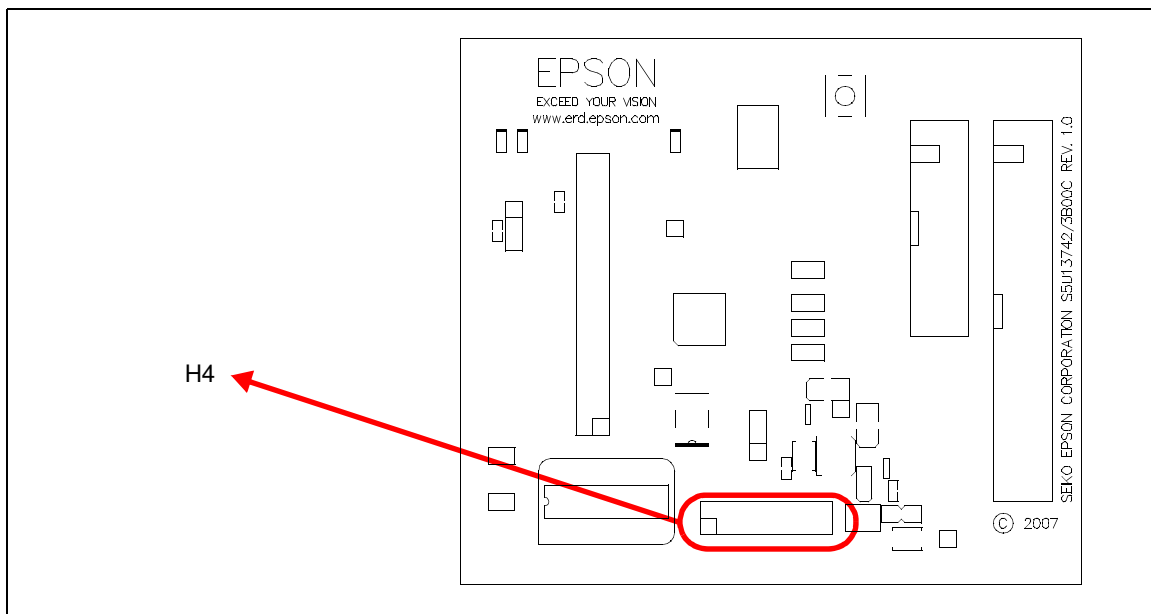 EPSON
EXCEED YOUR VISION
www.erd.epson.com
SEIKO EPSON CORPORATION S5U13742/3B00C REV. 1.0
H4
© 2007